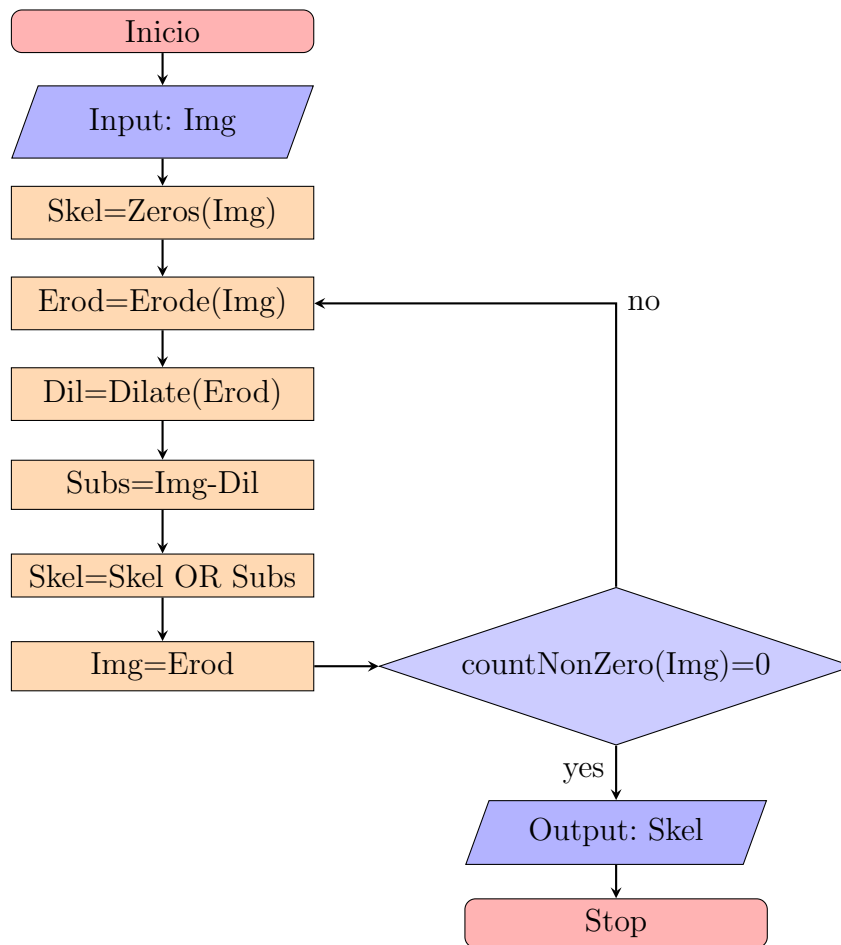 Inicio
Input: Img
Skel=Zeros(Img)
Erod=Erode(Img)
no
Dil=Dilate(Erod)
Subs=Img-Dil
Skel=Skel OR Subs
Img=Erod
countNonZero(Img)=0
yes
Output: Skel
Stop